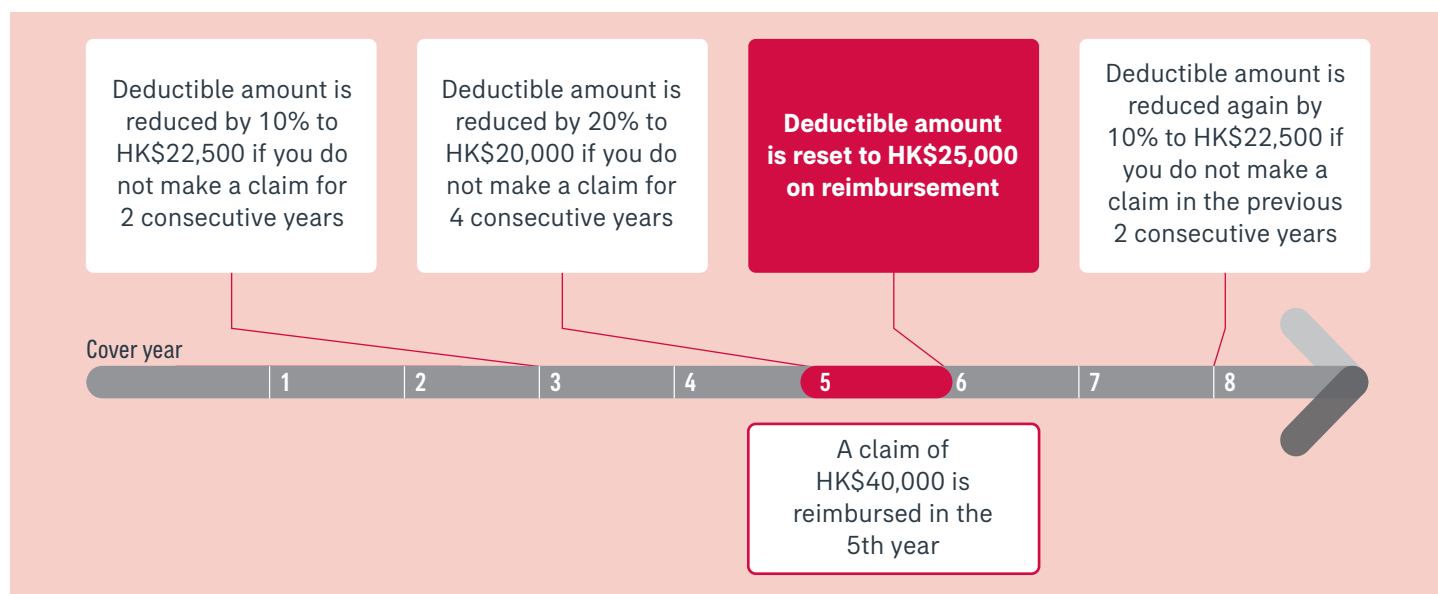 Deductible amount is
reduced by 10% to
HK$22,500 if you do
not make a claim for
2 consecutive years
Deductible amount is
reduced by 20% to
HK$20,000 if you do
not make a claim for
4 consecutive years
Deductible amount
is reset to HK$25,000
on reimbursement
Deductible amount is
reduced again by
10% to HK$22,500 if
you do not make a
claim in the previous
2 consecutive years
Cover year
1 2 3 4 5 6 7 8
A claim of
HK$40,000 is
reimbursed in the
5th year